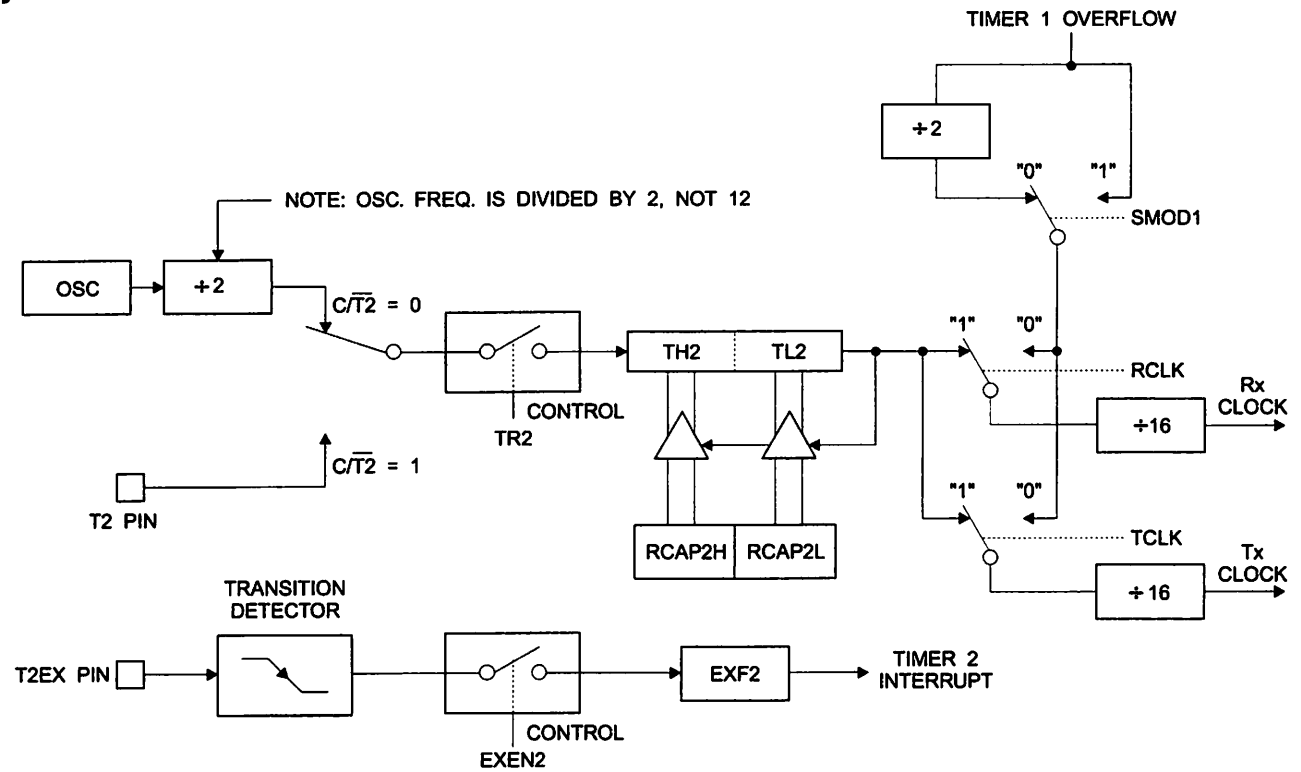 TIMER 1 OVERFLOW
÷2
"0" "1"
SMOD1
NOTE: OSC. FREQ. IS DIVIDED BY 2, NOT 12
OSC
÷2
C/T̅2̅ = 0
TH2 TL2
"1" "0"
RCLK
Rx
CLOCK
÷16
CONTROL
TR2
C/T̅2̅ = 1
T2 PIN
RCAP2H RCAP2L
"1" "0"
TCLK
Tx
CLOCK
÷16
TRANSITION
DETECTOR
T2EX PIN
EXF2
TIMER 2
INTERRUPT
CONTROL
EXEN2